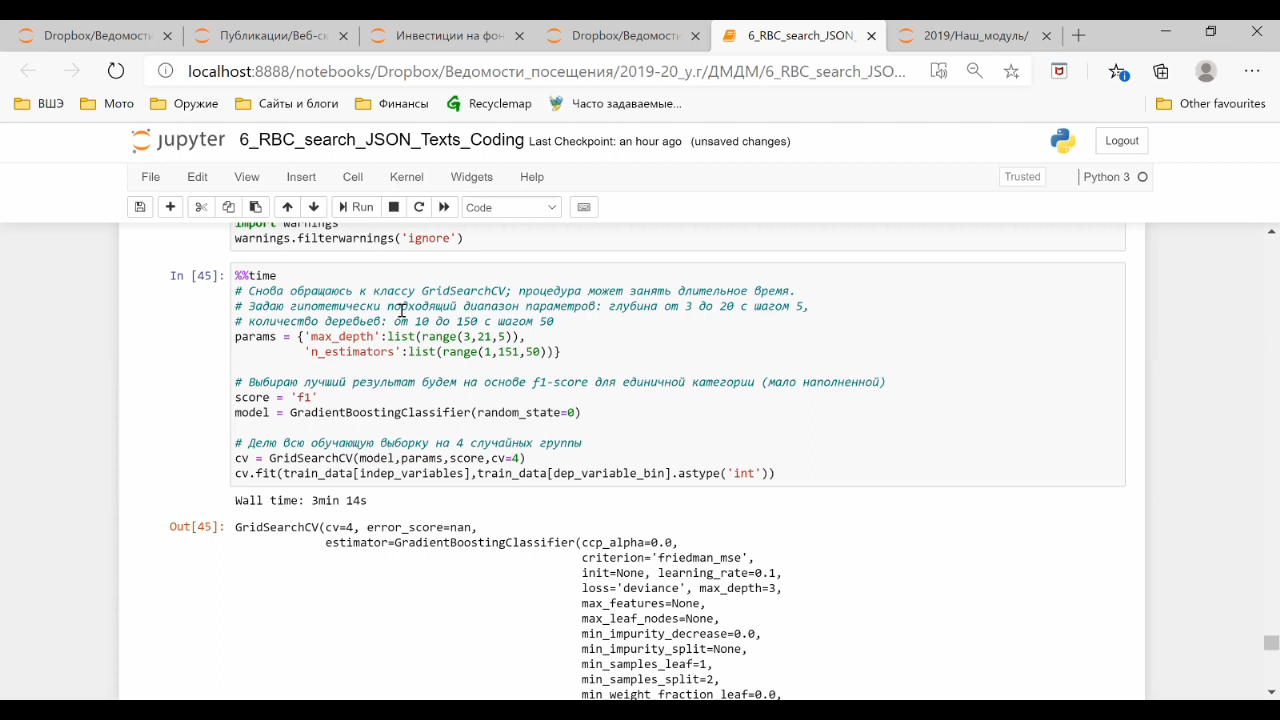 Dropbox/Ведомости
Публикации/Веб-ск
Инвестиции на фон
Dropbox/Ведомости
6_RBC_search_JSON_
2019/Наш_модуль/
localhost:8888/notebooks/Dropbox/Ведомости_посещения/2019-20_у.г/ДМДМ/6_RBC_search_JSO...
ВШЭ
Мото
Оружие
Сайты и блоги
Финансы
Recyclemap
Часто задаваемые...
Other favourites
jupyter 6_RBC_search_JSON_Texts_Coding Last Checkpoint: an hour ago (unsaved changes)
Logout
File Edit View Insert Cell Kernel Widgets Help
Trusted
Python 3
Run
Code
import warnings
warnings.filterwarnings('ignore')
In [45]: %%time
# Снова обращаюсь к классу GridSearchCV; процедура может занять длительное время.
# Задаю гипотетически подходящий диапазон параметров: глубина от 3 до 20 с шагом 5,
# количество деревьев: от 10 до 150 с шагом 50
params = {'max_depth':list(range(3,21,5)),
'n_estimators':list(range(1,151,50))}
# Выбираю лучший результат будем на основе f1-score для единичной категории (мало наполненной)
score = 'f1'
model = GradientBoostingClassifier(random_state=0)
# Делю всю обучающую выборку на 4 случайных группы
cv = GridSearchCV(model,params,score,cv=4)
cv.fit(train_data[indep_variables],train_data[dep_variable_bin].astype('int'))
Wall time: 3min 14s
Out[45]: GridSearchCV(cv=4, error_score=nan,
estimator=GradientBoostingClassifier(ccp_alpha=0.0,
criterion='friedman_mse',
init=None, learning_rate=0.1,
loss='deviance', max_depth=3,
max_features=None,
max_leaf_nodes=None,
min_impurity_decrease=0.0,
min_impurity_split=None,
min_samples_leaf=1,
min_samples_split=2,
min_weight_fraction_leaf=0.0,